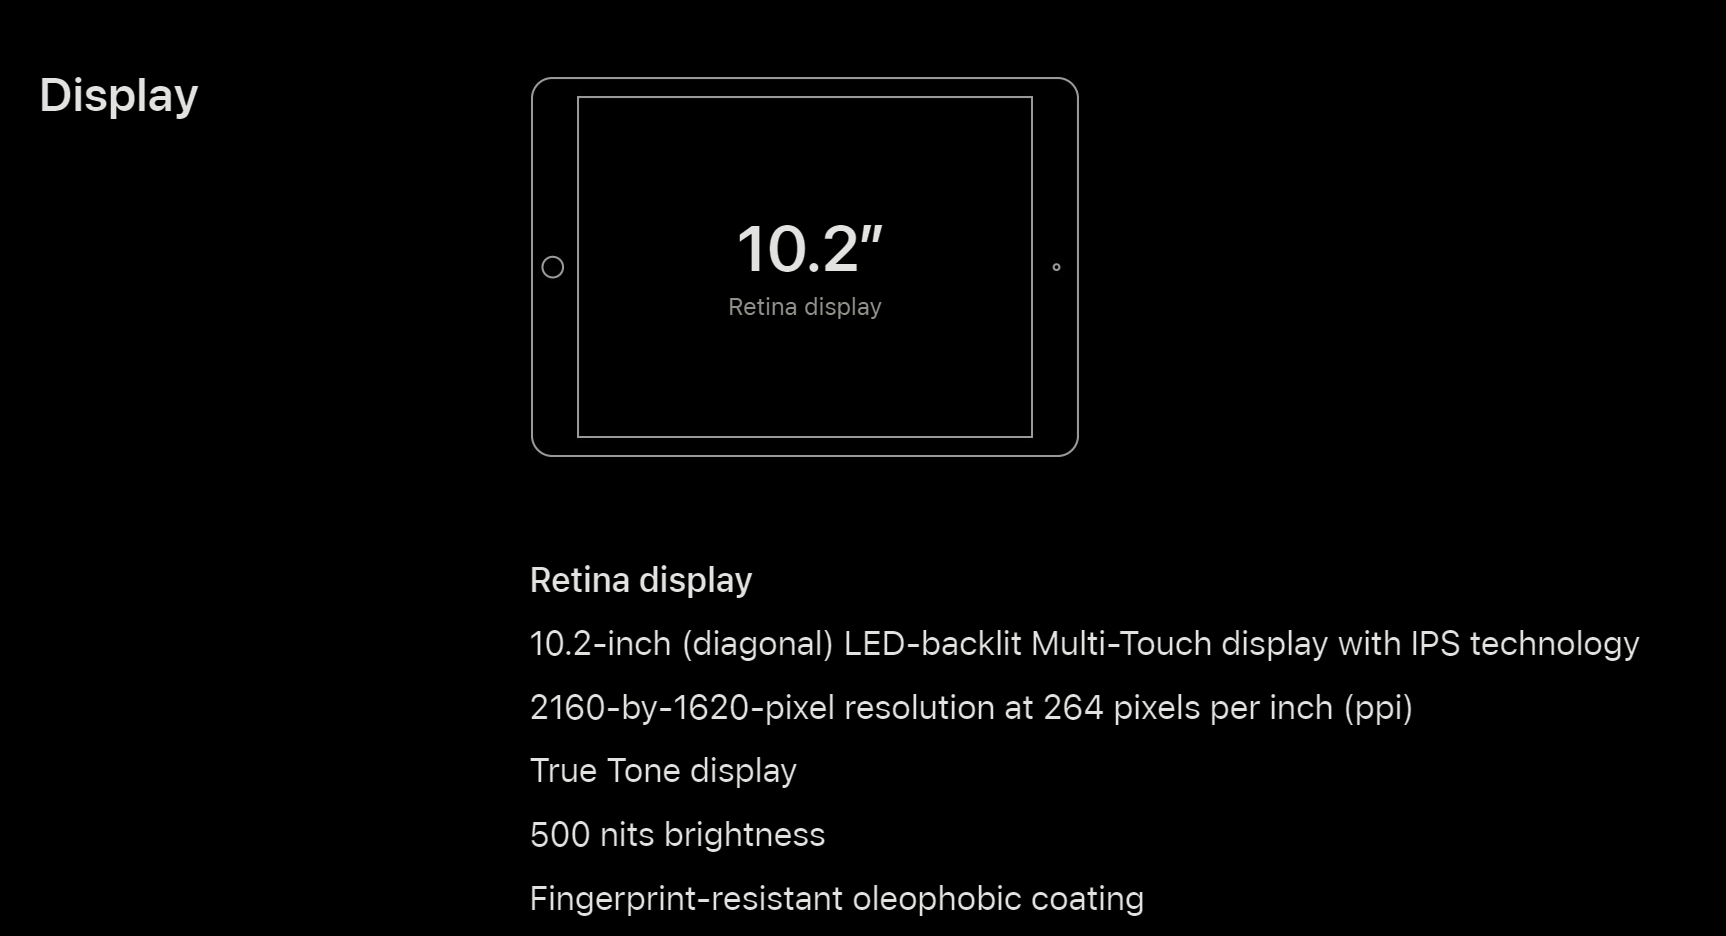 Display
10.2″
Retina display
Retina display
10.2-inch (diagonal) LED-backlit Multi-Touch display with IPS technology
2160-by-1620-pixel resolution at 264 pixels per inch (ppi)
True Tone display
500 nits brightness
Fingerprint-resistant oleophobic coating